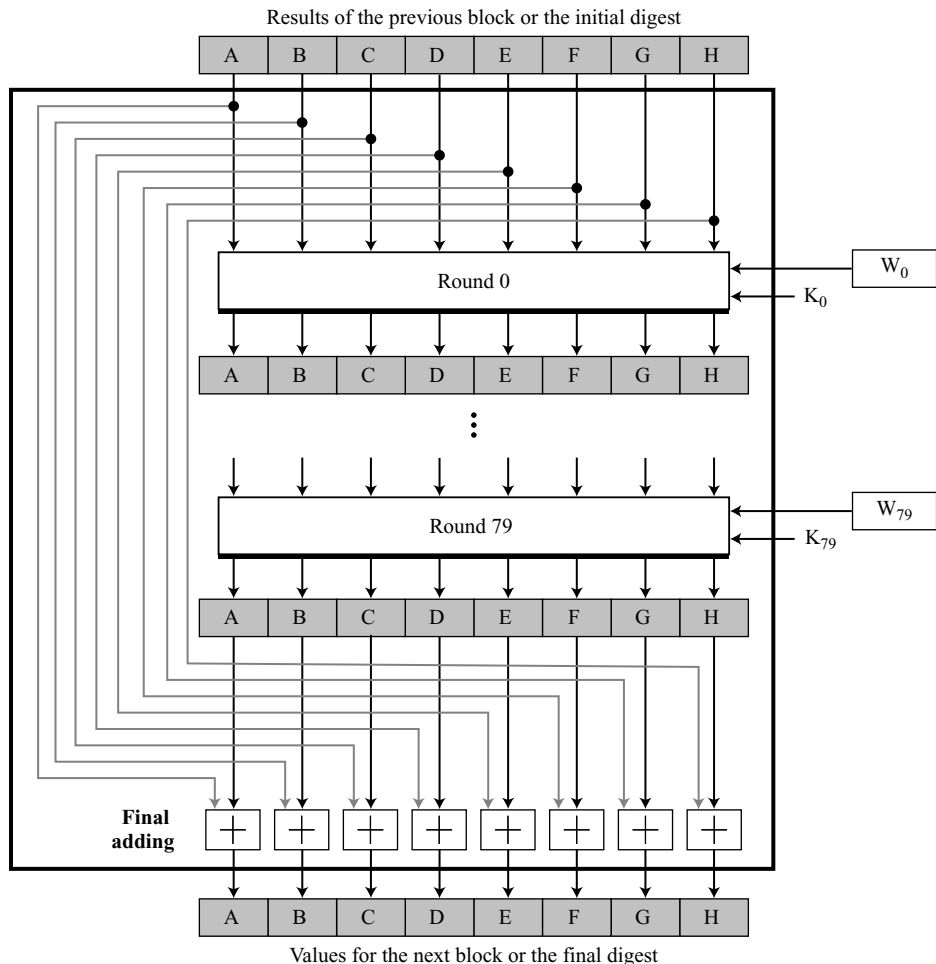 Results of the previous block or the initial digest
A B C D E F G H
Round 0
W0
K0
A B C D E F G H
Round 79
W79
K79
A B C D E F G H
Final
adding
A B C D E F G H
Values for the next block or the final digest